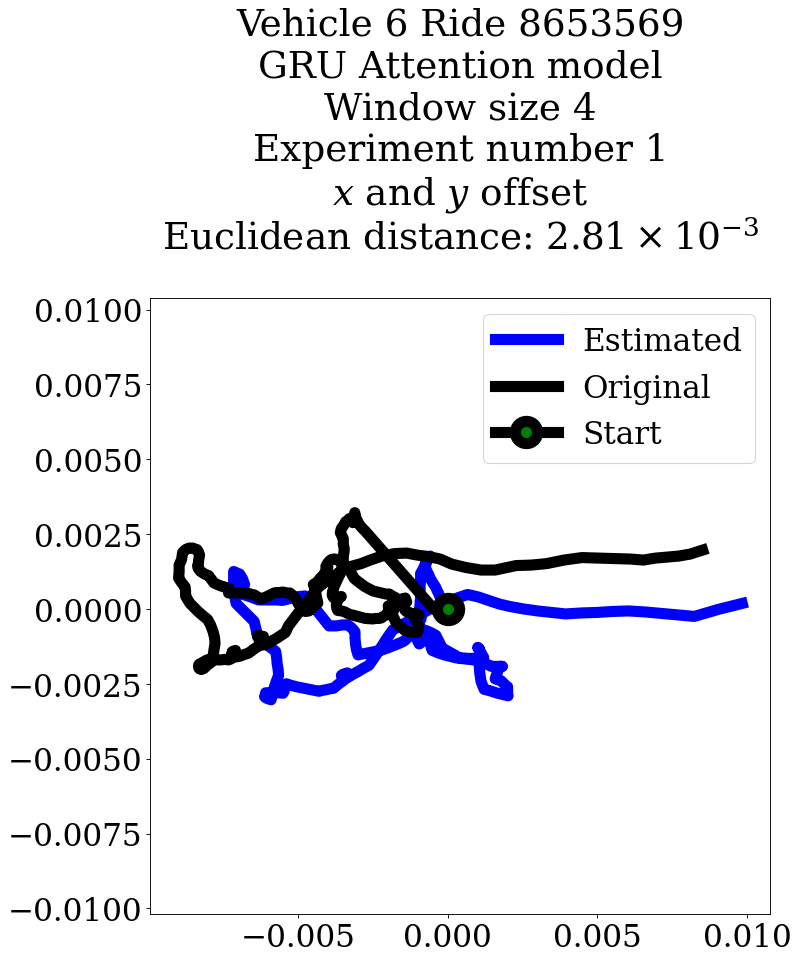 Vehicle 6 Ride 8653569
GRU Attention model
Window size 4
Experiment number 1
x and y offset
Euclidean distance: 2.81 × 10⁻³
Estimated
Original
Start
0.0100
0.0075
0.0050
0.0025
0.0000
−0.0025
−0.0050
−0.0075
−0.0100
−0.005 0.000 0.005 0.010